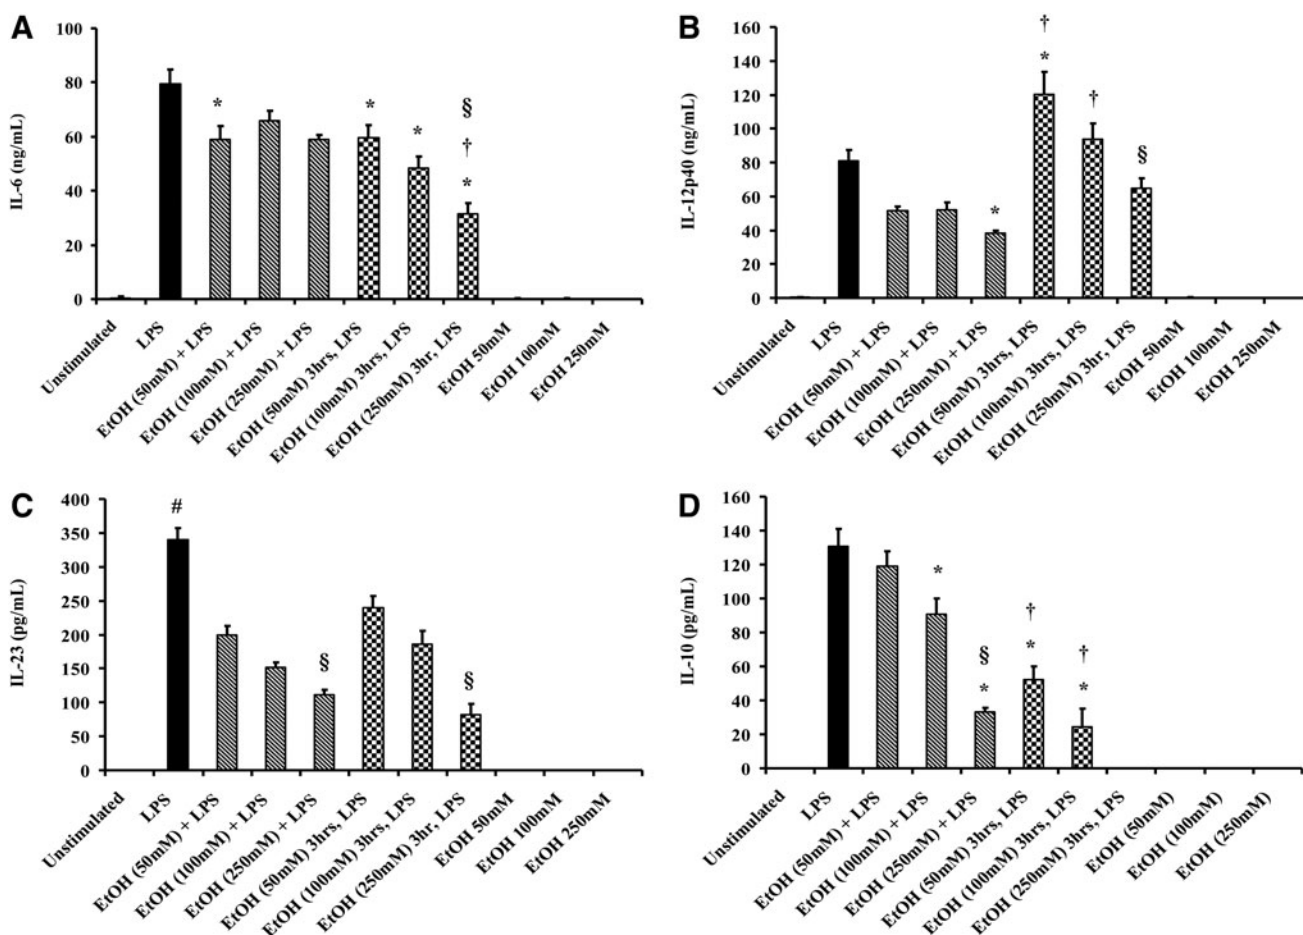 A
IL-6 (ng/mL)
100
80
60
40
20
0
*
*
*
§
†
*
Unstimulated
LPS
EtOH (50mM) + LPS
EtOH (100mM) + LPS
EtOH (250mM) + LPS
EtOH (50mM) 3hrs, LPS
EtOH (100mM) 3hrs, LPS
EtOH (250mM) 3hr, LPS
EtOH 50mM
EtOH 100mM
EtOH 250mM
B
IL-12p40 (ng/mL)
160
140
120
100
80
60
40
20
0
*
†
*
†
§
Unstimulated
LPS
EtOH (50mM) + LPS
EtOH (100mM) + LPS
EtOH (250mM) + LPS
EtOH (50mM) 3hrs, LPS
EtOH (100mM) 3hrs, LPS
EtOH (250mM) 3hr, LPS
EtOH 50mM
EtOH 100mM
EtOH 250mM
C
IL-23 (pg/mL)
400
350
300
250
200
150
100
50
0
#
§
§
Unstimulated
LPS
EtOH (50mM) + LPS
EtOH (100mM) + LPS
EtOH (250mM) + LPS
EtOH (50mM) 3hrs, LPS
EtOH (100mM) 3hrs, LPS
EtOH (250mM) 3hr, LPS
EtOH 50mM
EtOH 100mM
EtOH 250mM
D
IL-10 (pg/mL)
160
140
120
100
80
60
40
20
0
*
§
*
†
*
†
*
Unstimulated
LPS
EtOH (50mM) + LPS
EtOH (100mM) + LPS
EtOH (250mM) + LPS
EtOH (50mM) 3hrs, LPS
EtOH (100mM) 3hrs, LPS
EtOH (250mM) 3hrs, LPS
EtOH (50mM)
EtOH (100mM)
EtOH (250mM)